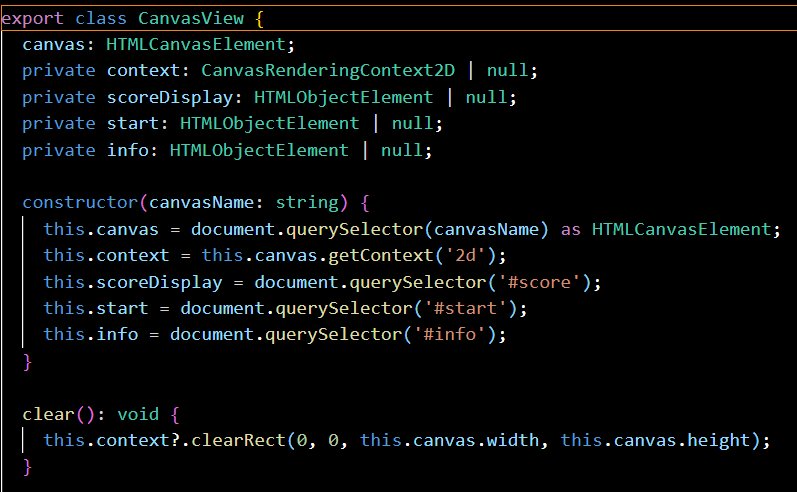 export class CanvasView {
canvas: HTMLCanvasElement;
private context: CanvasRenderingContext2D | null;
private scoreDisplay: HTMLObjectElement | null;
private start: HTMLObjectElement | null;
private info: HTMLObjectElement | null;
constructor(canvasName: string) {
this.canvas = document.querySelector(canvasName) as HTMLCanvasElement;
this.context = this.canvas.getContext('2d');
this.scoreDisplay = document.querySelector('#score');
this.start = document.querySelector('#start');
this.info = document.querySelector('#info');
}
clear(): void {
this.context?.clearRect(0, 0, this.canvas.width, this.canvas.height);
}